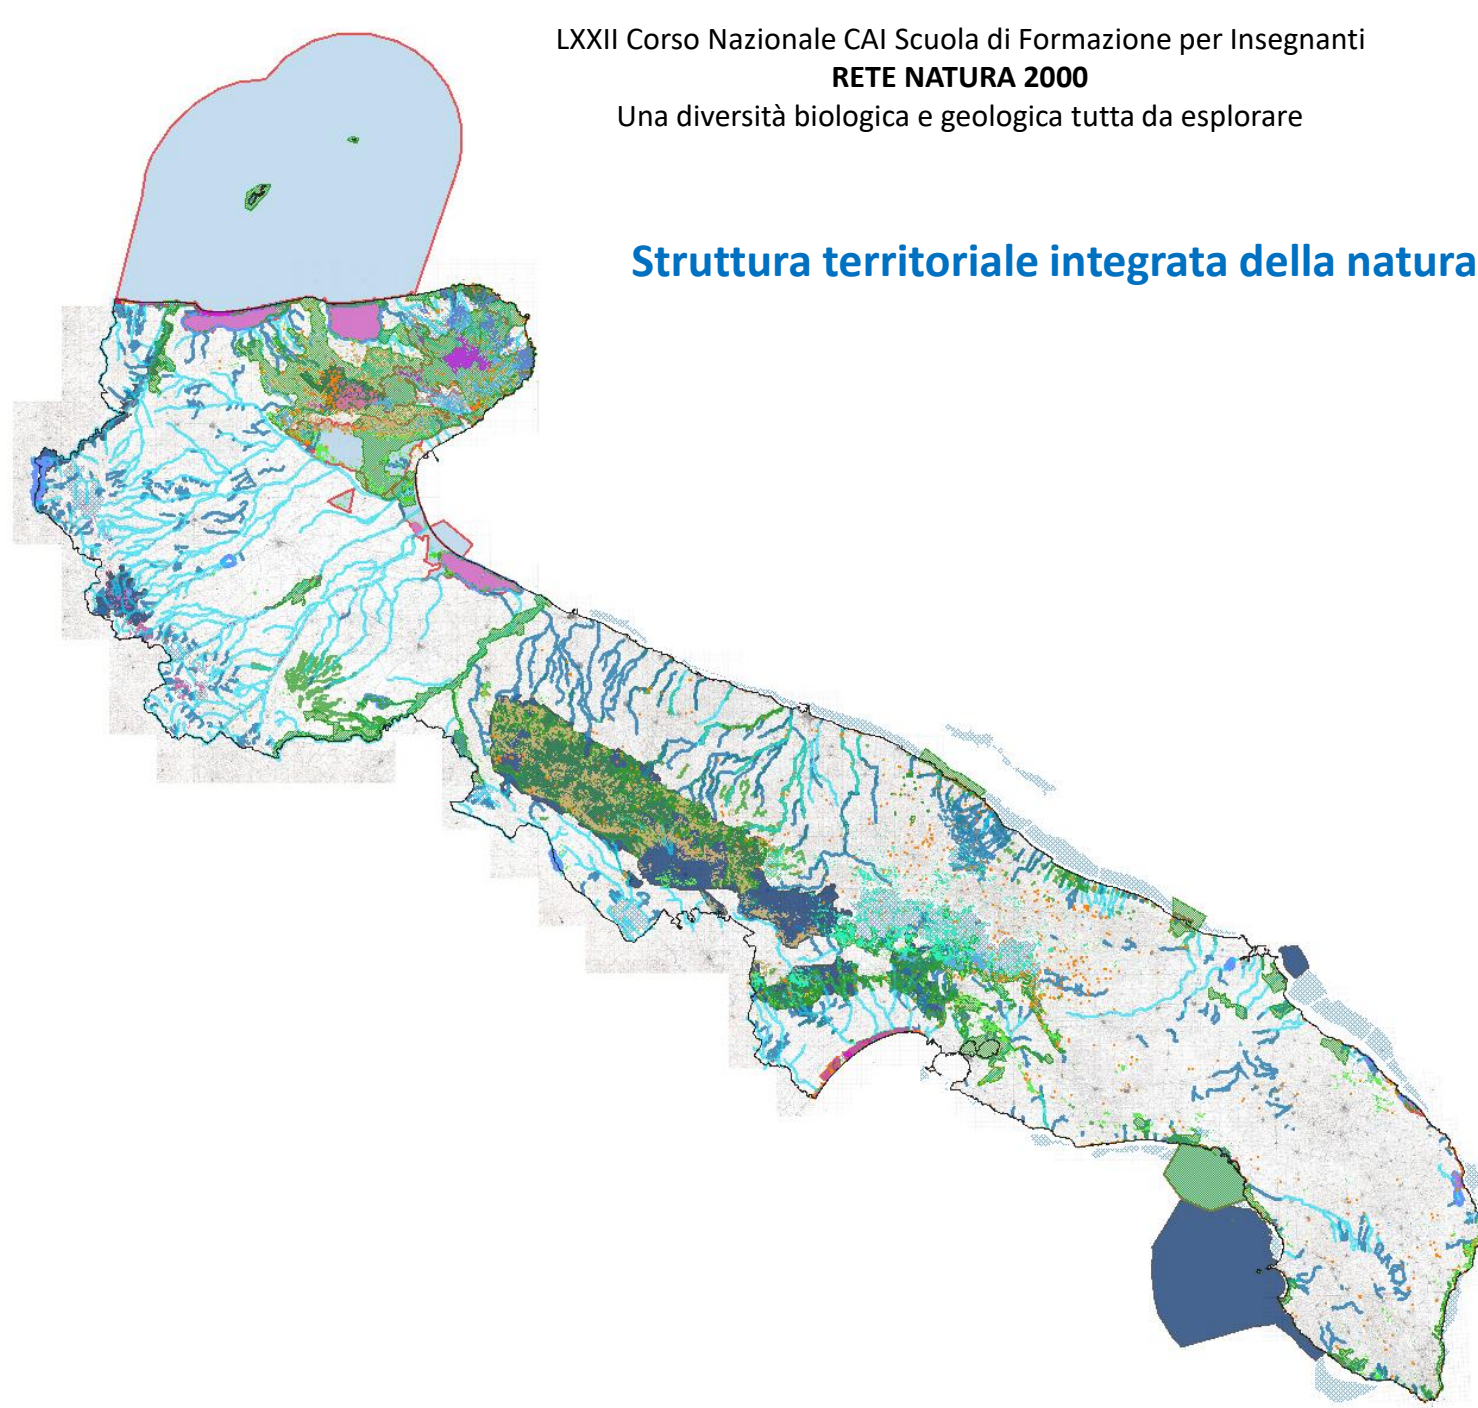 LXXII Corso Nazionale CAI Scuola di Formazione per Insegnanti
RETE NATURA 2000
Una diversità biologica e geologica tutta da esplorare
Struttura territoriale integrata della natura